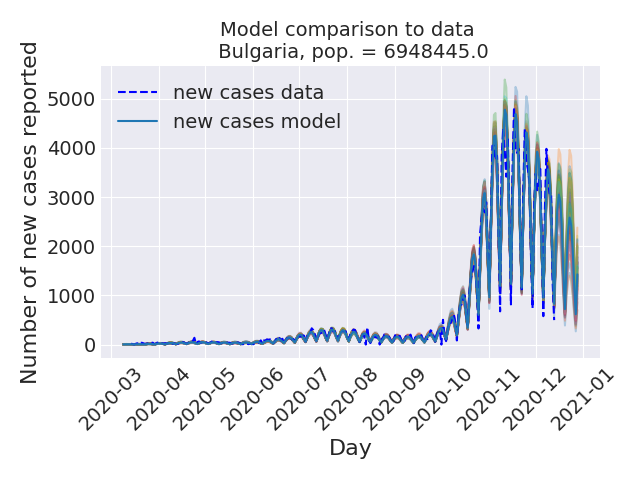 Model comparison to data
Bulgaria, pop. = 6948445.0
new cases data
new cases model
Number of new cases reported
5000
4000
3000
2000
1000
0
2020-03
2020-04
2020-05
2020-06
2020-07
2020-08
2020-09
2020-10
2020-11
2020-12
2021-01
Day